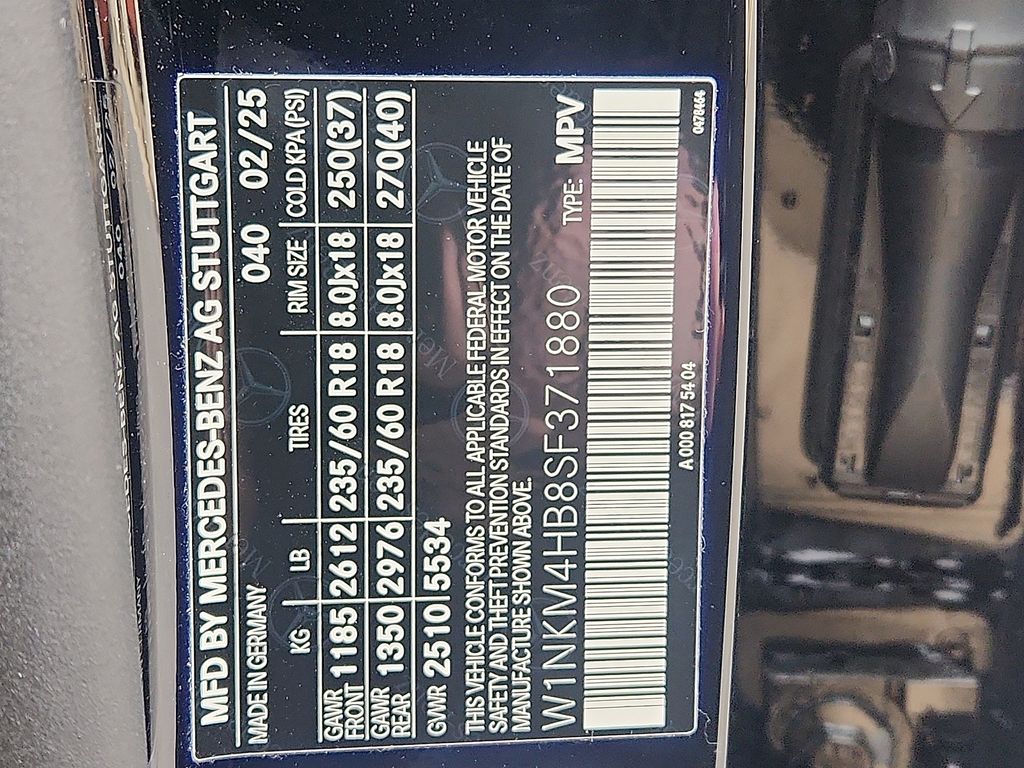 MFD BY MERCEDES-BENZ AG STUTTGART
MADE IN GERMANY 040 02/25
KG LB TIRES RIM SIZE COLD KPA(PSI)
GAWR FRONT 1185 2612 235/60 R18 8.0Jx18 250(37)
GAWR REAR 1350 2976 235/60 R18 8.0Jx18 270(40)
GVWR 2510 5534
THIS VEHICLE CONFORMS TO ALL APPLICABLE FEDERAL MOTOR VEHICLE
SAFETY AND THEFT PREVENTION STANDARDS IN EFFECT ON THE DATE OF
MANUFACTURE SHOWN ABOVE.
W1NKM4HB8SF371880 TYPE: MPV
A 000 817 54 04 0478464